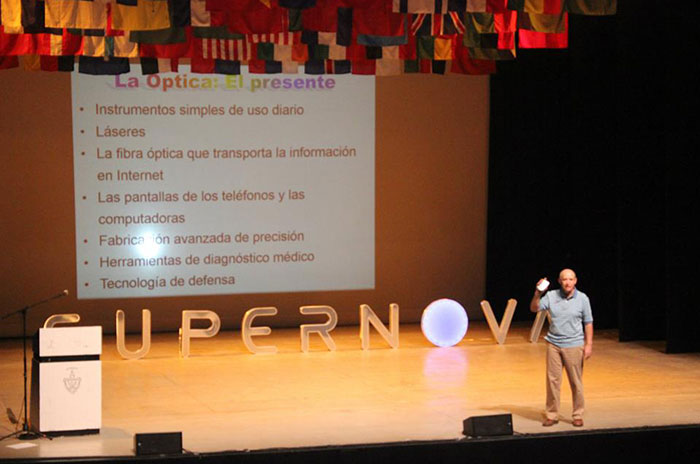 La Óptica: El presente
• Instrumentos simples de uso diario
• Láseres
• La fibra óptica que transporta la información
en Internet
• Las pantallas de los teléfonos y las
computadoras
• Fabricación avanzada de precisión
• Herramientas de diagnóstico médico
• Tecnología de defensa
SUPERNOVA